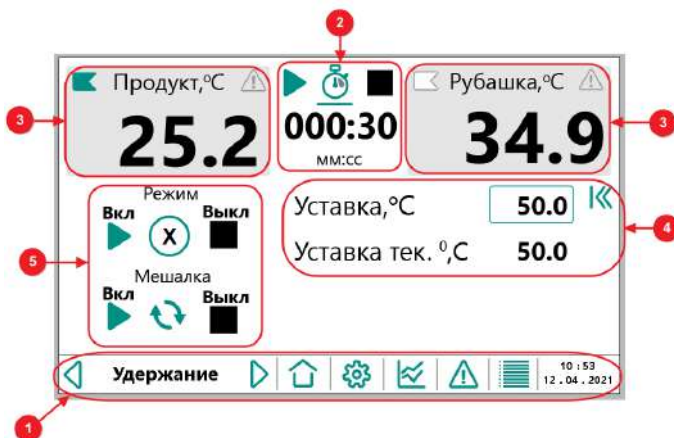 2
Продукт,°C
Рубашка,°C
3
25.2
000:30
мм:сс
34.9
3
Режим
Вкл
X
Выкл
Уставка,°C
50.0
4
5
Мешалка
Уставка тек. ⁰,C
50.0
Вкл
Выкл
Удержание
10:53
12.04.2021
1